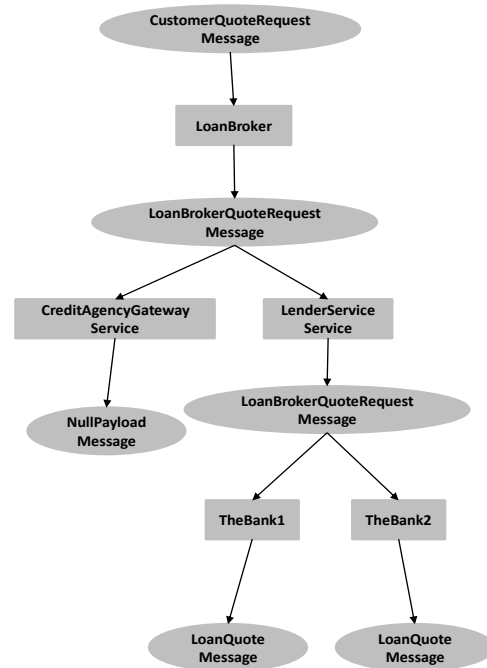 CustomerQuoteRequest
Message
LoanBroker
LoanBrokerQuoteRequest
Message
CreditAgencyGateway
Service
LenderService
Service
NullPayload
Message
LoanBrokerQuoteRequest
Message
TheBank1
TheBank2
LoanQuote
Message
LoanQuote
Message